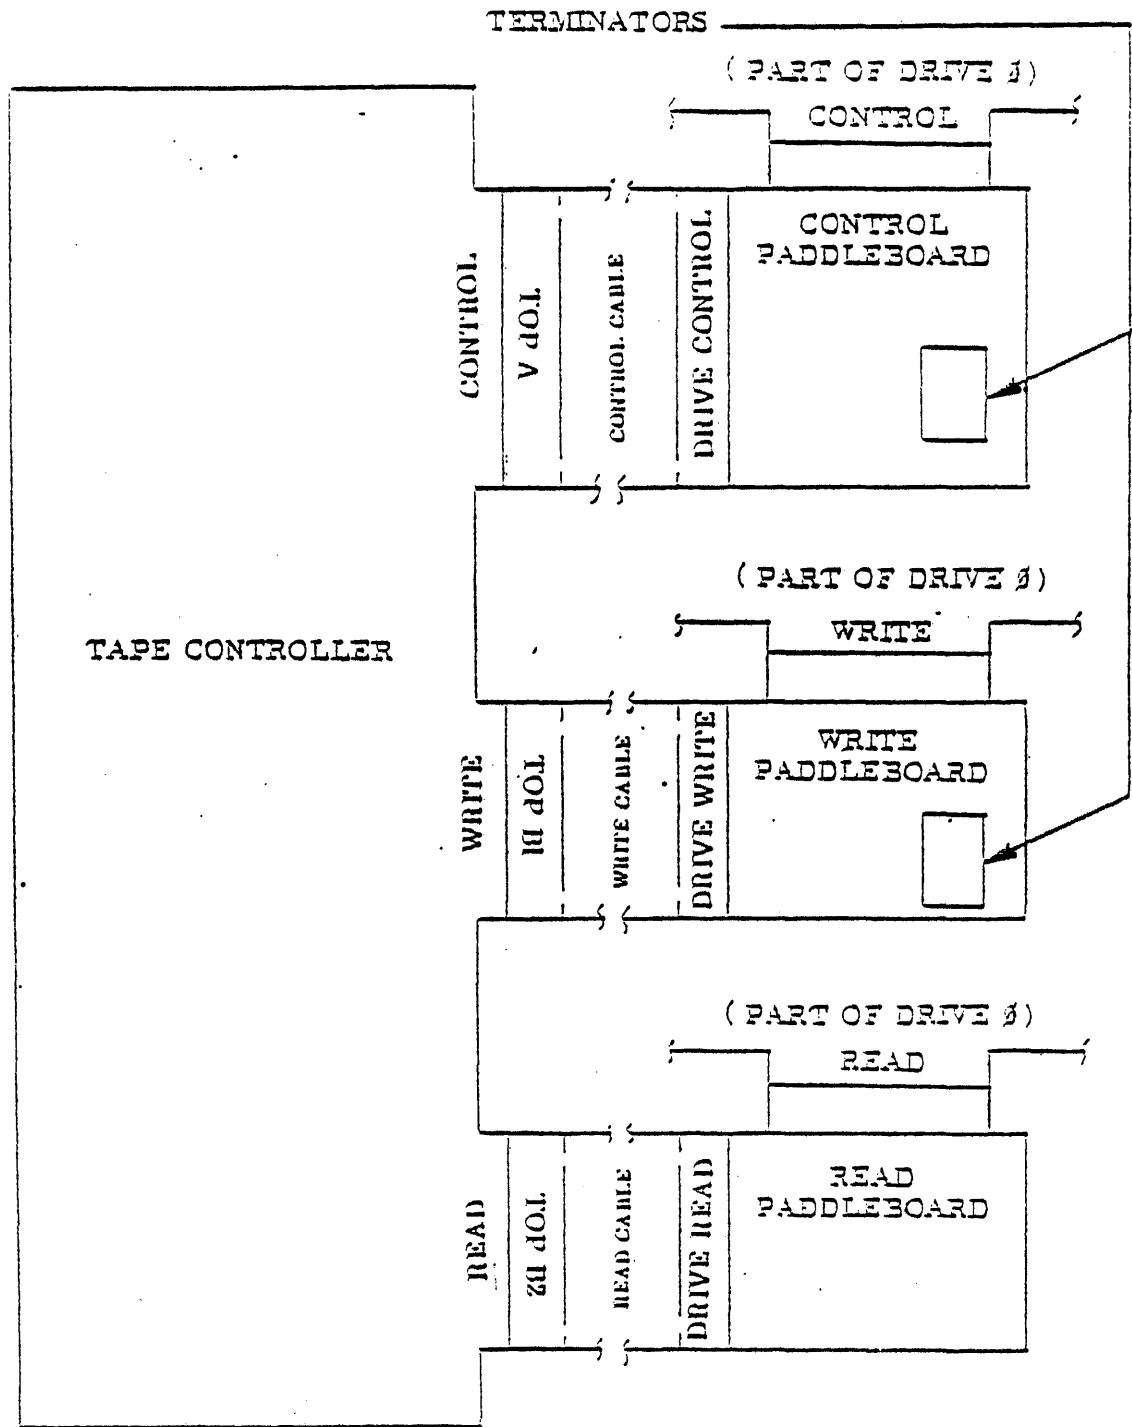 TERMINATORS
(PART OF DRIVE Ø)
CONTROL
CONTROL
TOP A
CONTROL CABLE
DRIVE CONTROL
CONTROL
PADDLEBOARD
TAPE CONTROLLER
(PART OF DRIVE Ø)
WRITE
WRITE
TOP B1
WRITE CABLE
DRIVE WRITE
WRITE
PADDLEBOARD
(PART OF DRIVE Ø)
READ
READ
TOP B2
READ CABLE
DRIVE READ
READ
PADDLEBOARD